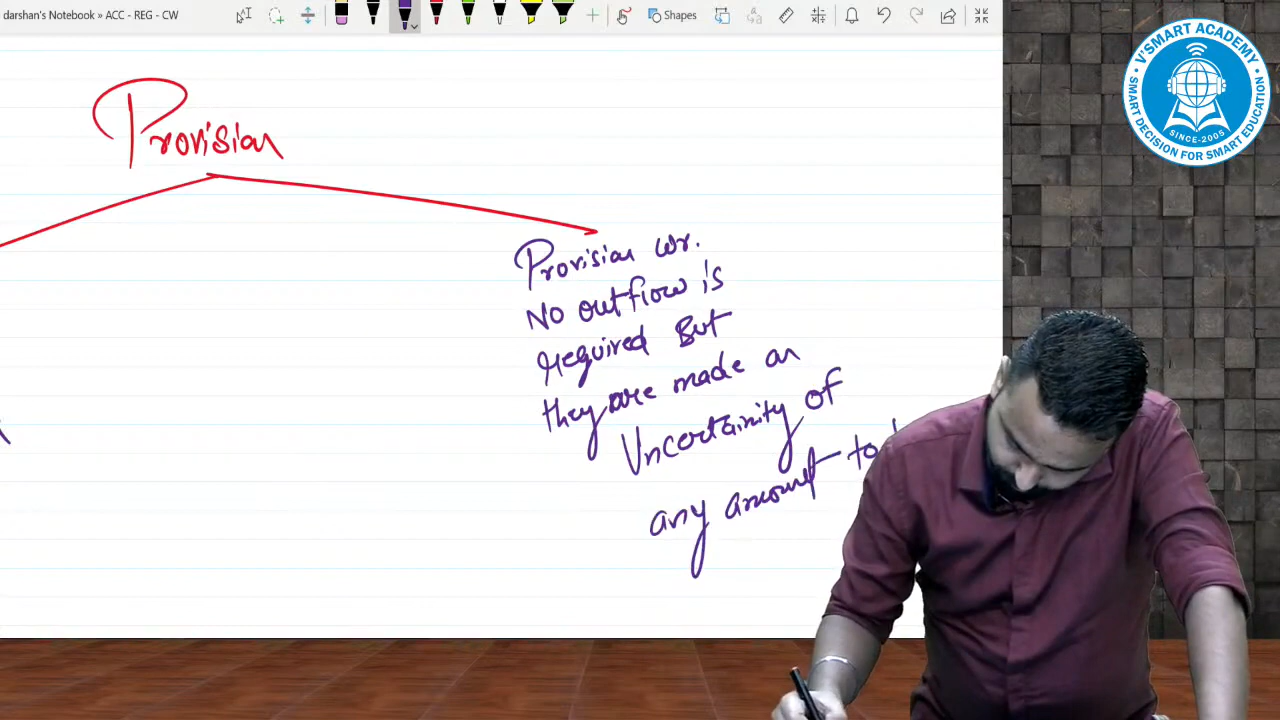 darshan's Notebook » ACC - REG - CW
Shapes
V'SMART ACADEMY
SINCE-2005
SMART DECISION FOR SMART EDUCATION
Provision
Provision wr.
No outflow is
required But
they are made on
Uncertainity of
any amount to